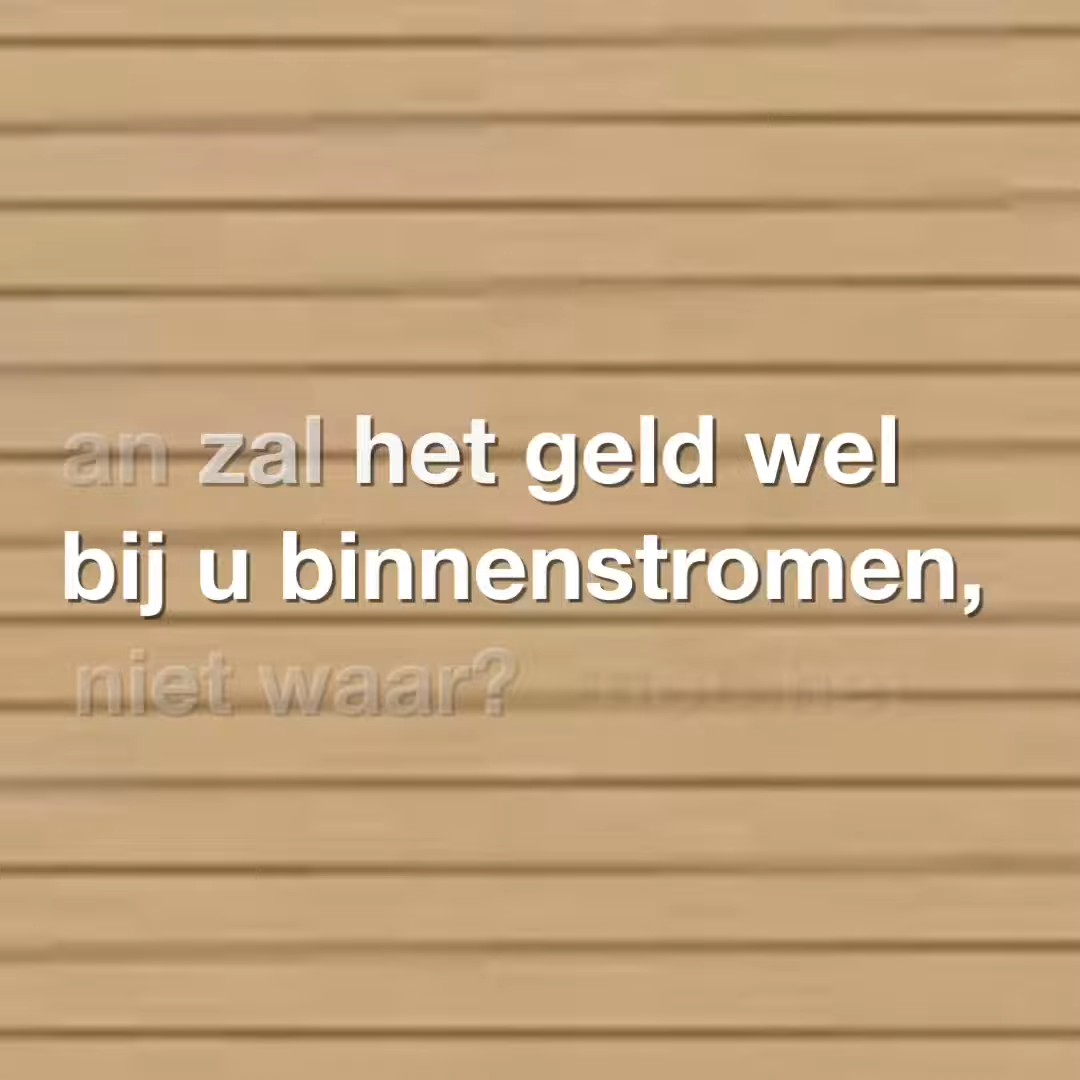 an zal het geld wel
bij u binnenstromen,
niet waar?